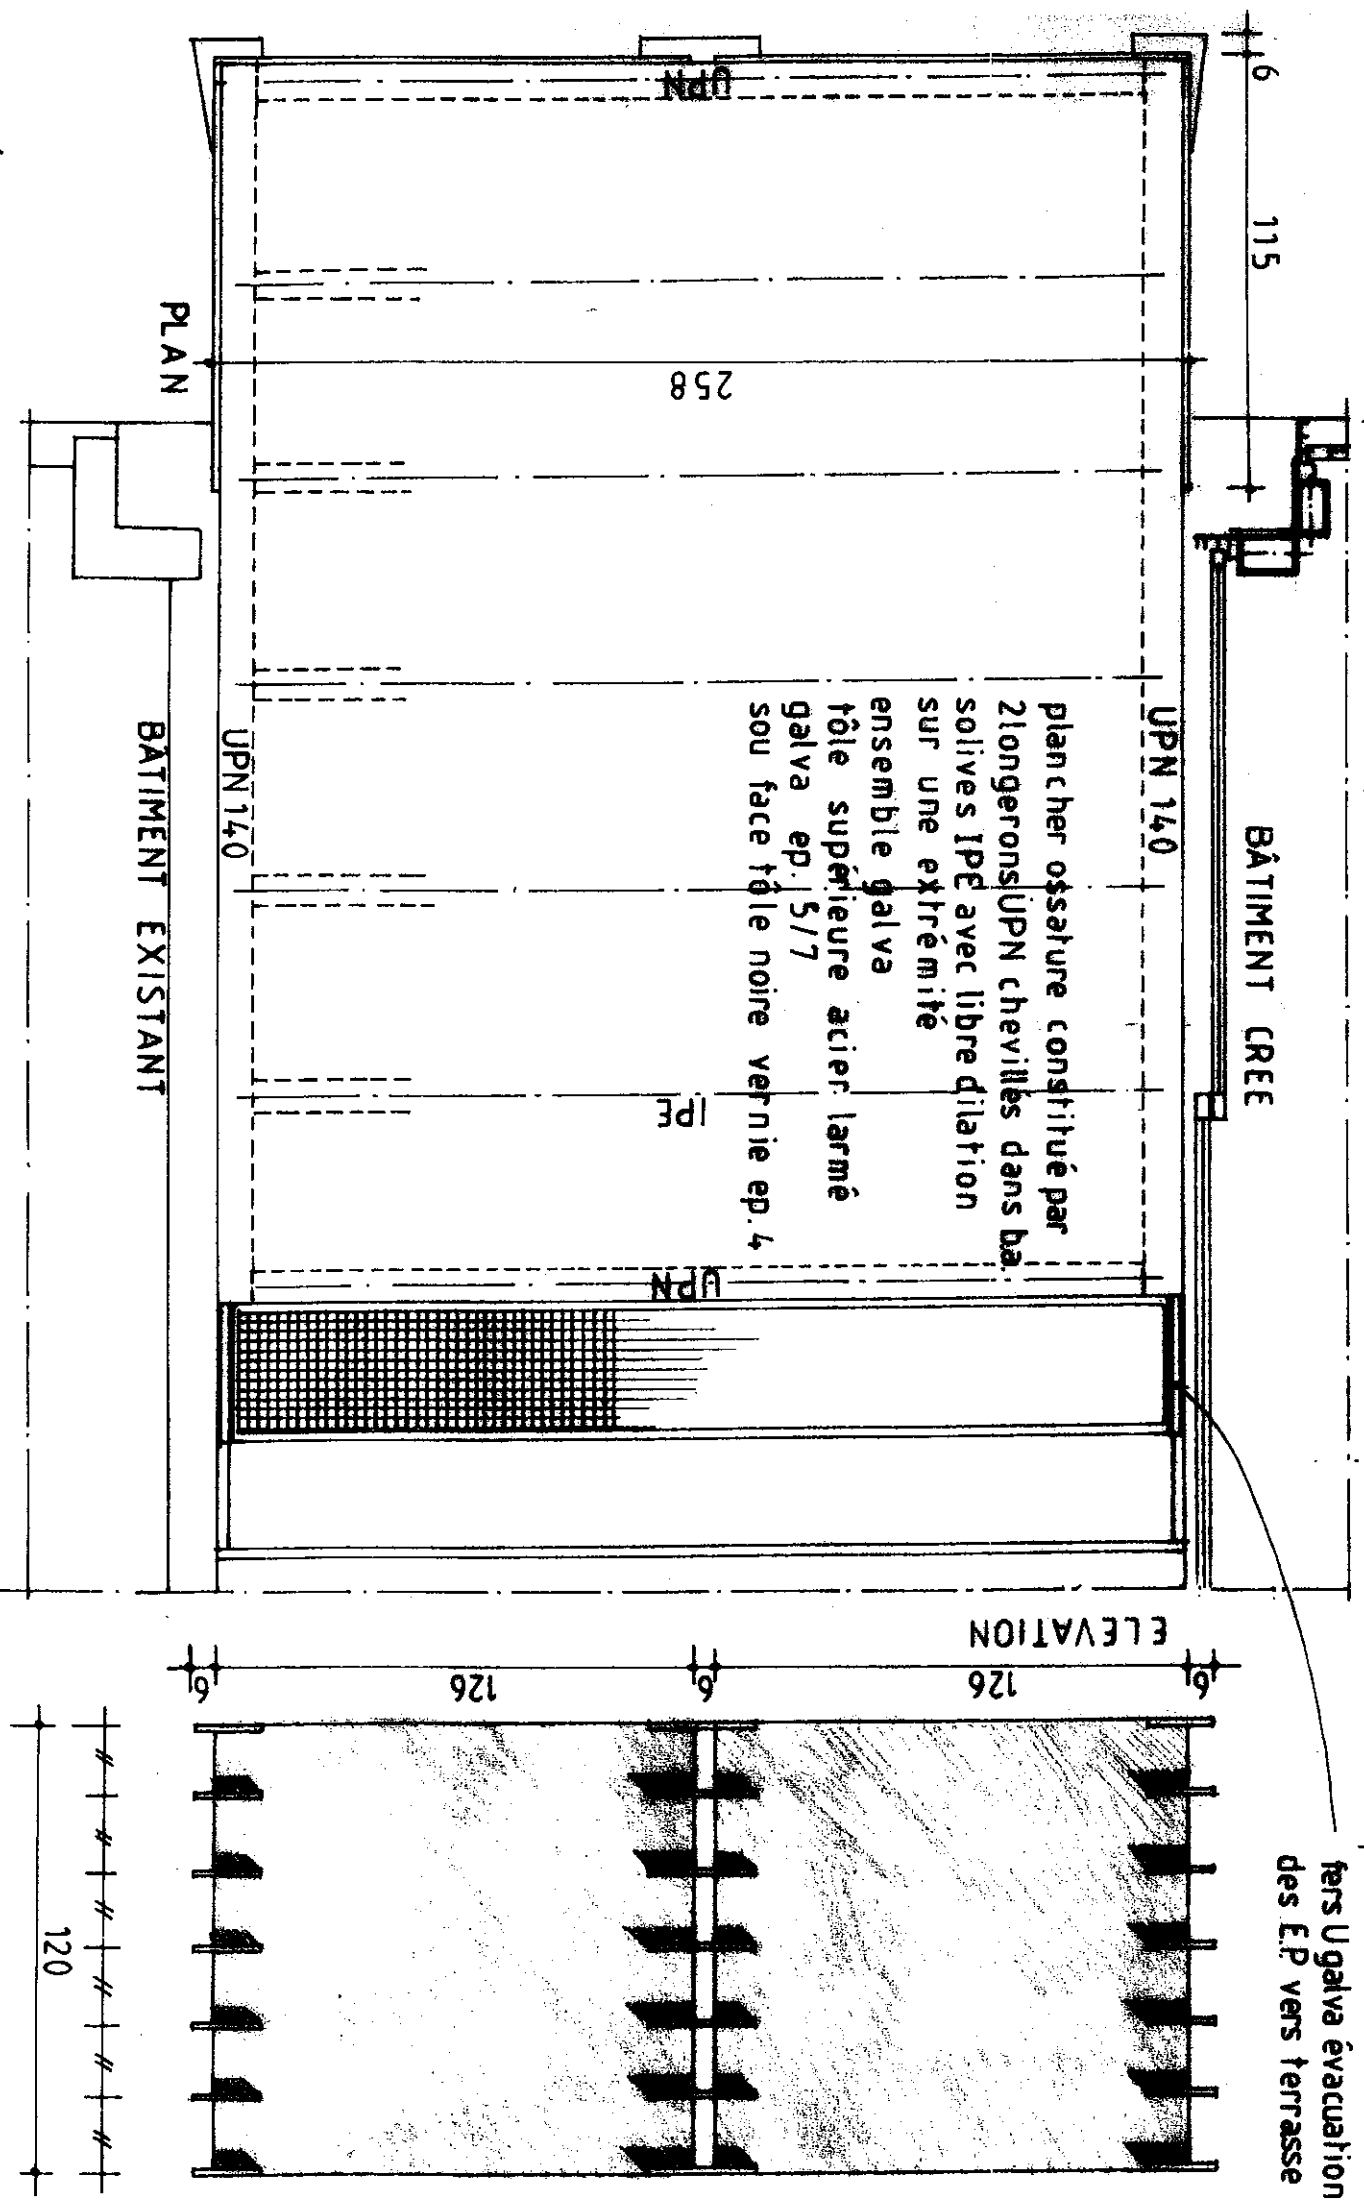 6
115
BÂTIMENT CREE
UPN 140
plancher ossature constitué par
2longerons UPN chevillés dans ba.
solives IPE avec libre dilation
sur une extrémité
ensemble galva
tôle supérieure acier larmé
galva ep. 5/7
sou face tôle noire vernie ep. 4
UPN
258
IPE
UPN
UPN 140
PLAN
BÂTIMENT EXISTANT
fers U galva évacuation
des E.P vers terrasse
ELEVATION
6
126
6
126
6
120